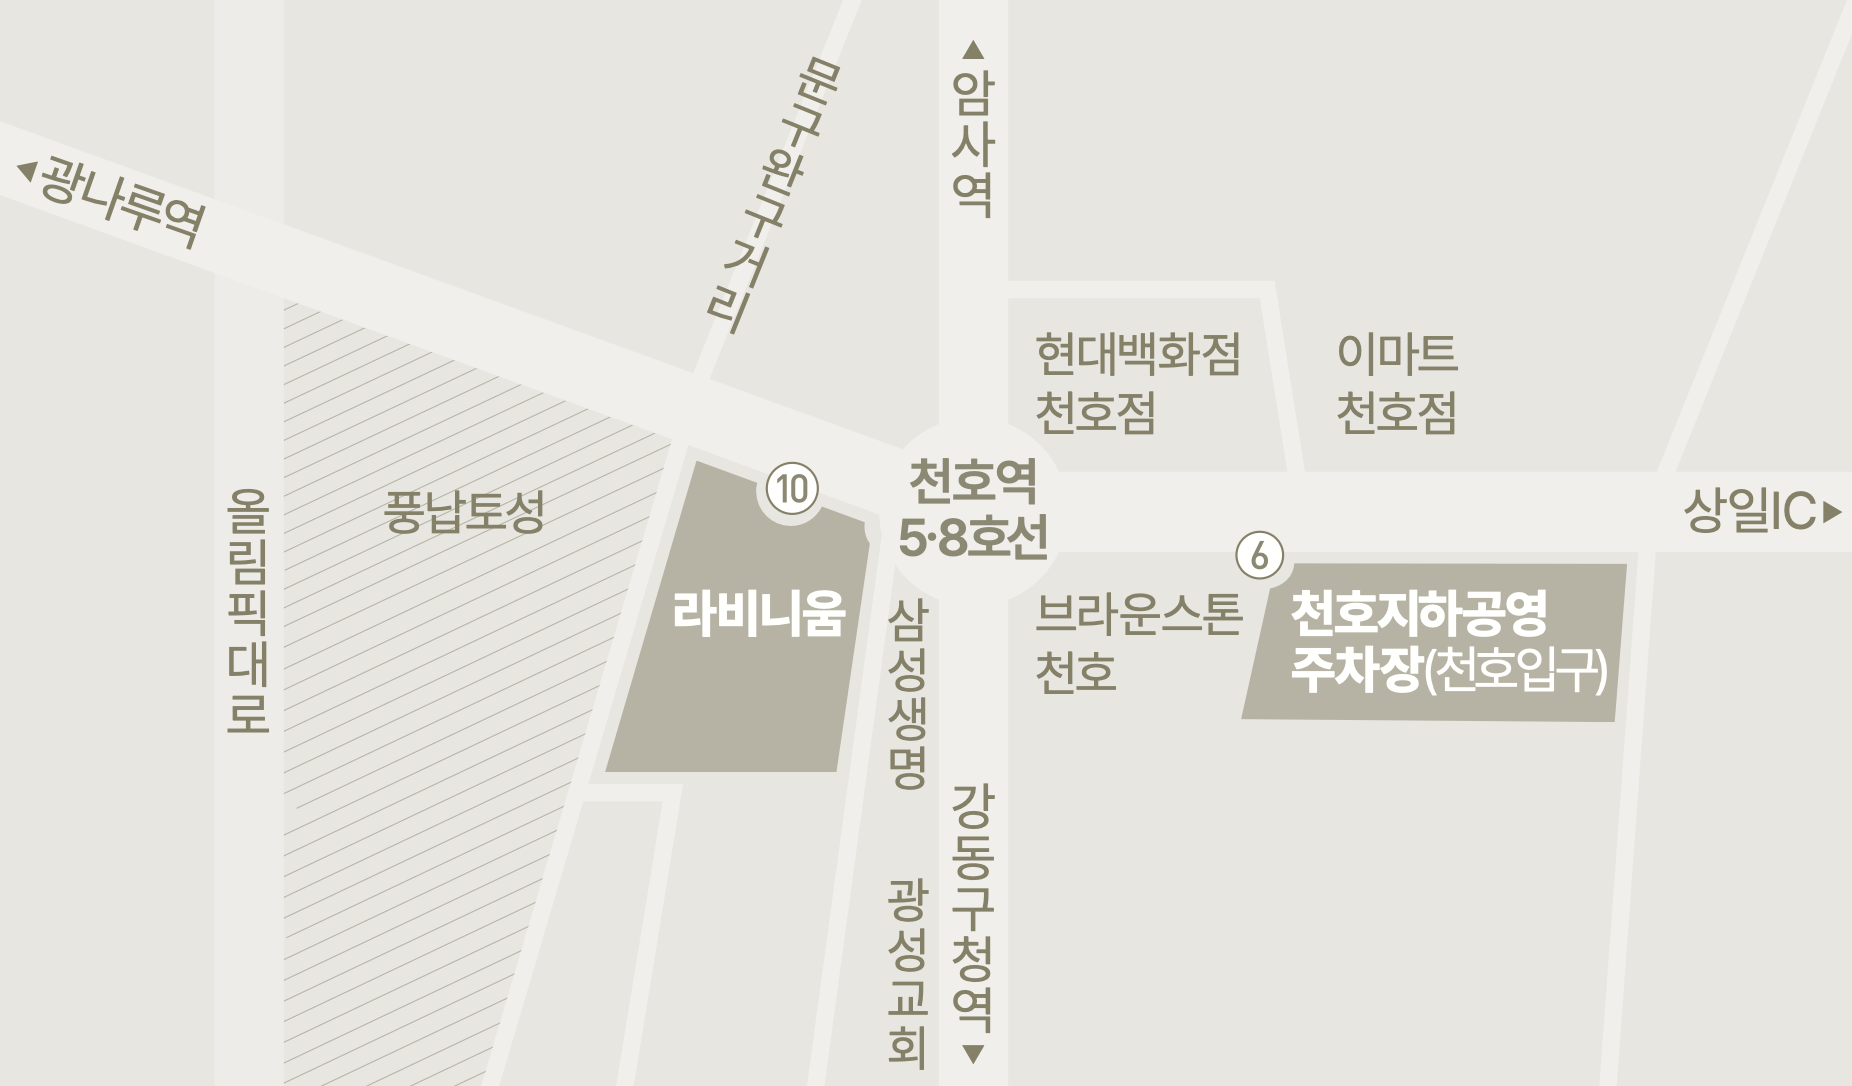 ◀광나루역
문구완구거리
▲암사역
현대백화점
천호점
이마트
천호점
올림픽대로
풍납토성
10
천호역
5·8호선
상일IC▶
6
라비니움
삼성생명
브라운스톤
천호
천호지하공영
주차장(천호입구)
강동구청역▼
광성교회